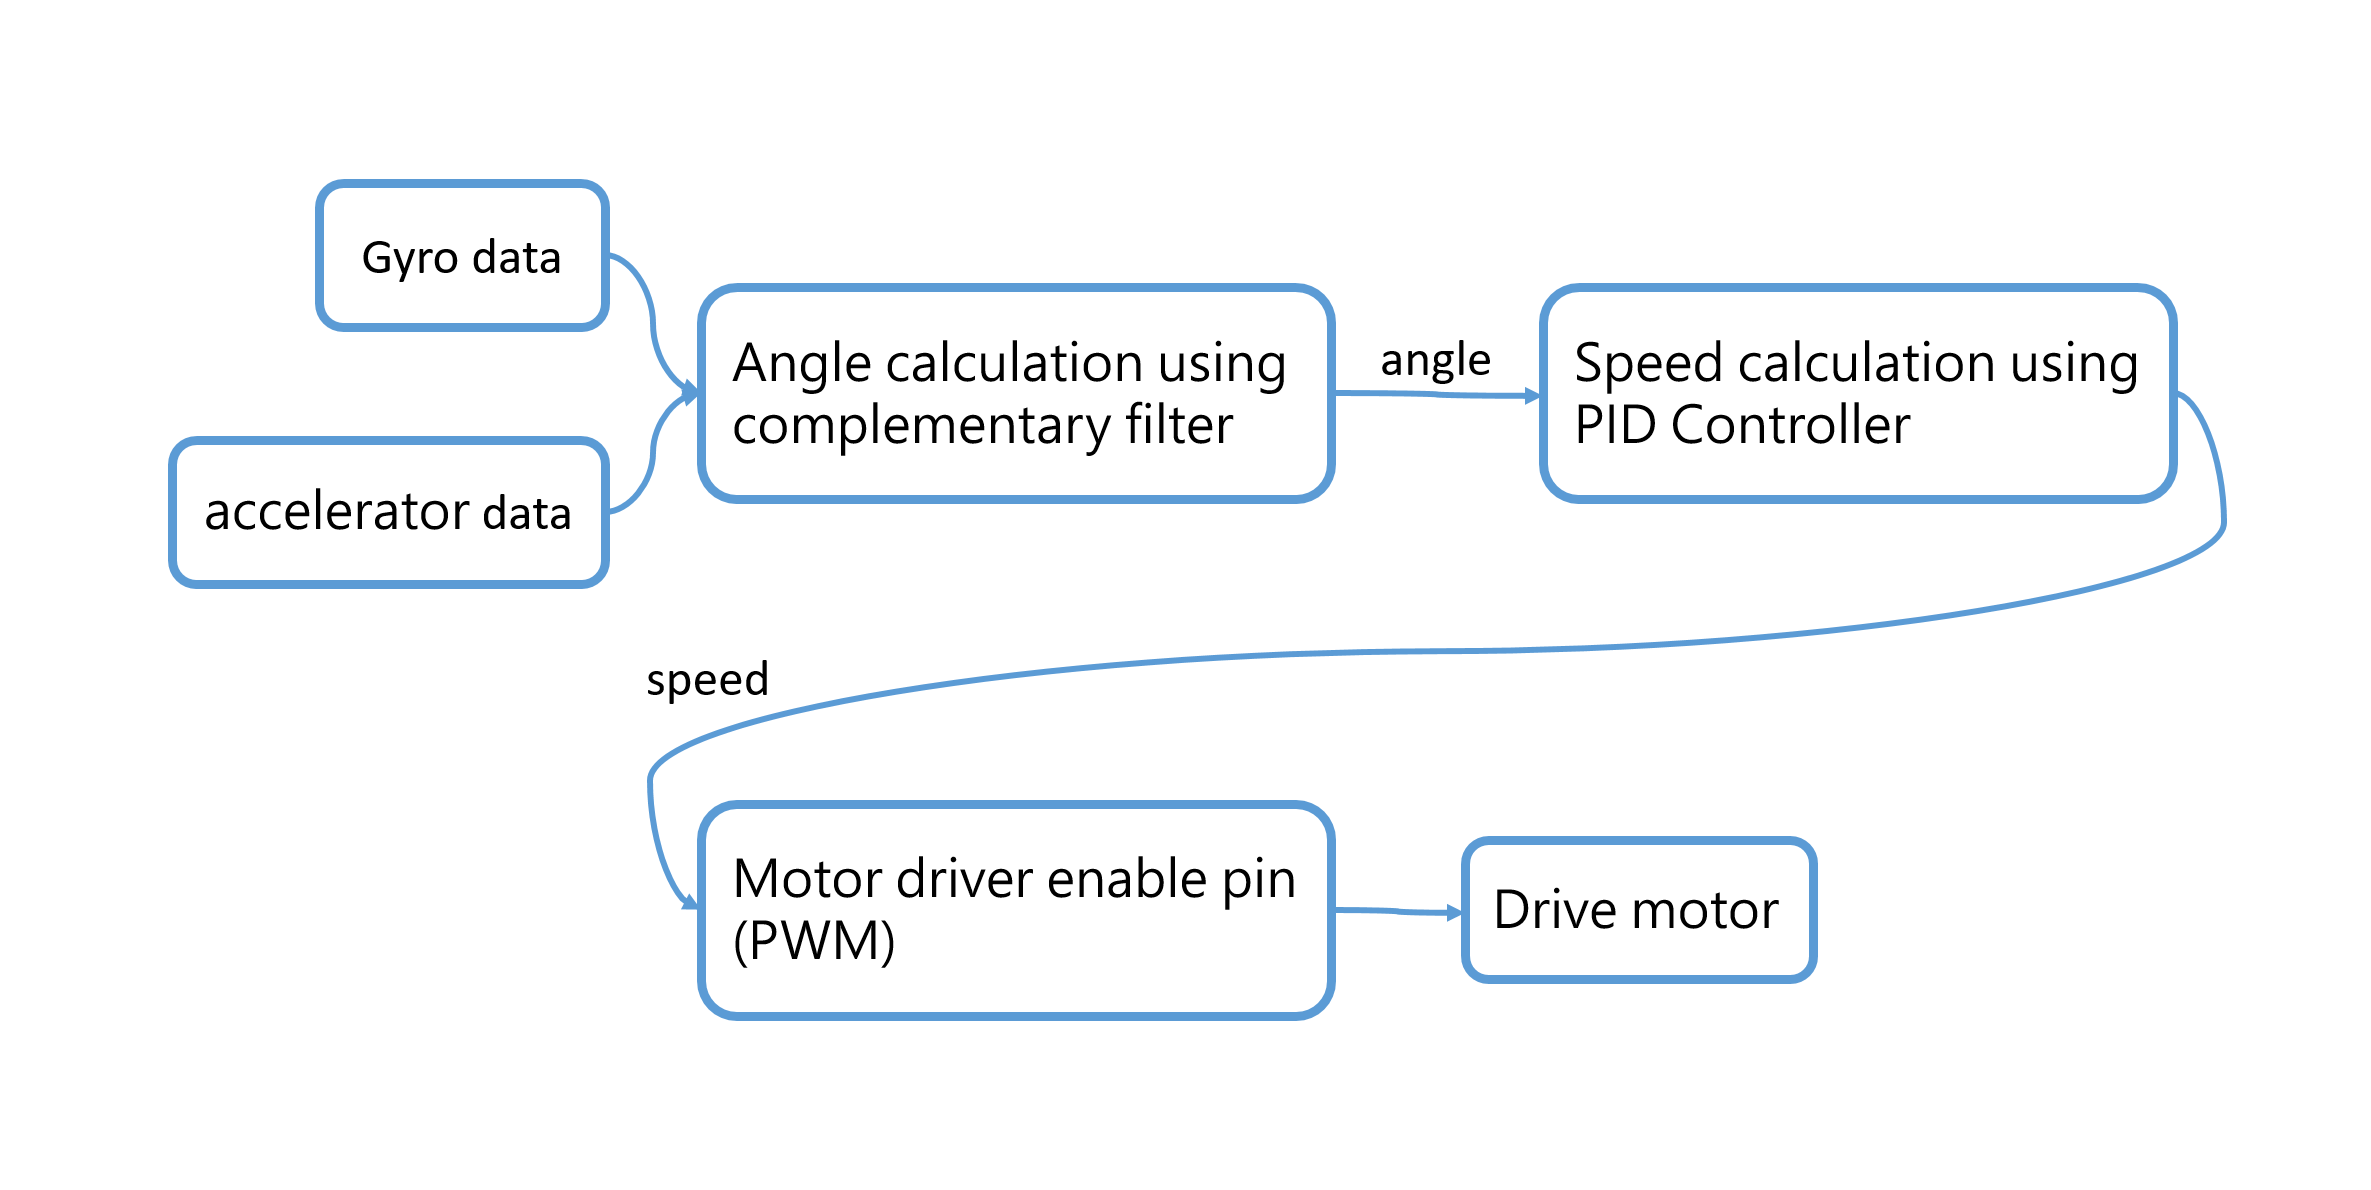 Gyro data
accelerator data
Angle calculation using
complementary filter
angle
Speed calculation using
PID Controller
speed
Motor driver enable pin
(PWM)
Drive motor